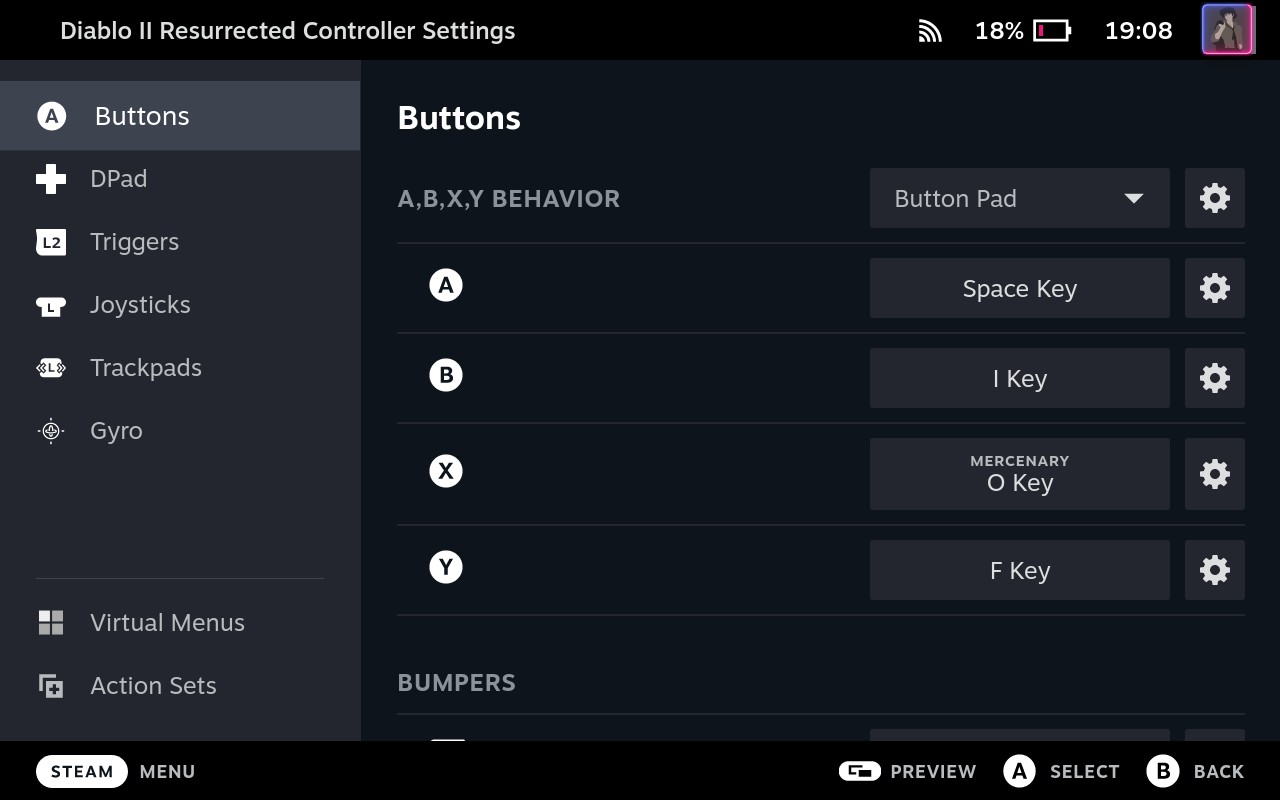 Diablo II Resurrected Controller Settings
18%
19:08
A Buttons
DPad
L2 Triggers
L Joysticks
L Trackpads
Gyro
Virtual Menus
Action Sets
Buttons
A,B,X,Y BEHAVIOR
Button Pad
A
Space Key
B
I Key
X
MERCENARY
O Key
Y
F Key
BUMPERS
STEAM MENU
PREVIEW
A SELECT
B BACK